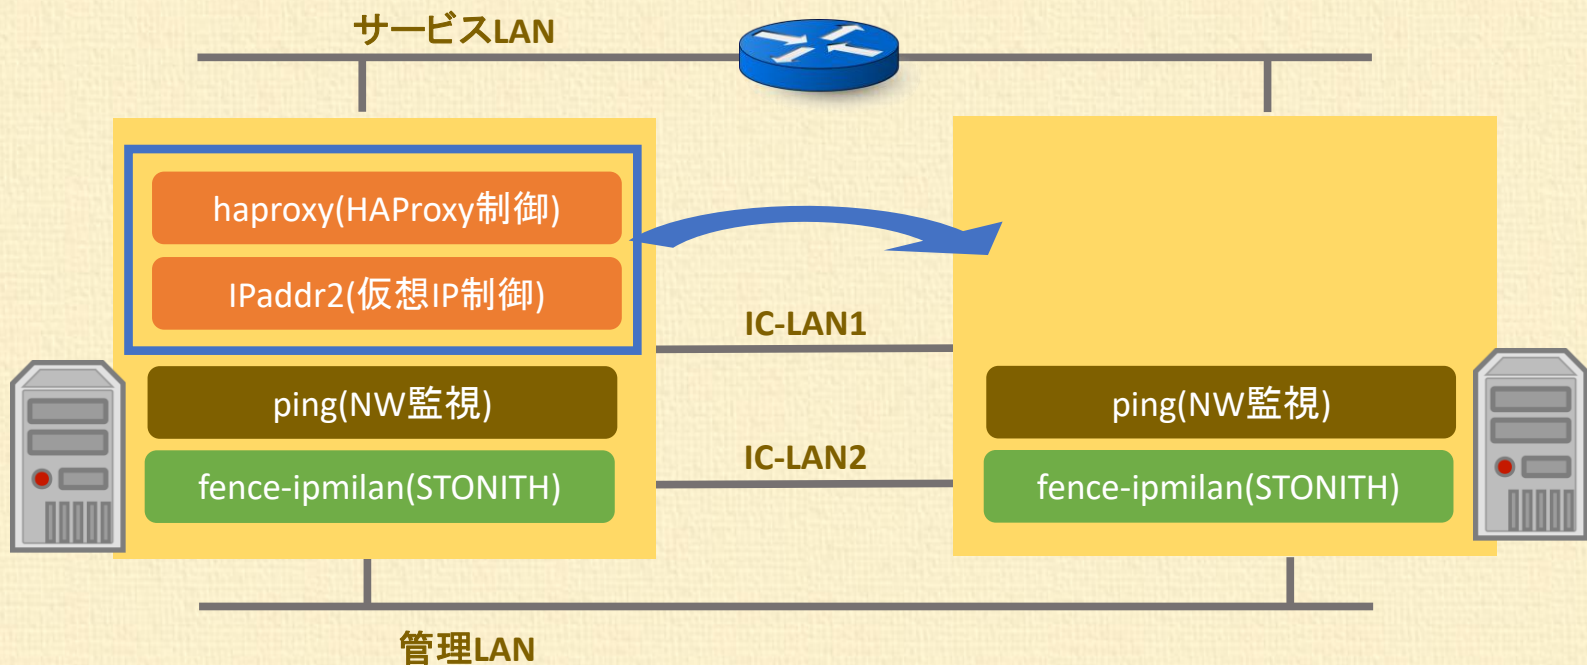 サービスLAN
haproxy(HAProxy制御)
IPaddr2(仮想IP制御)
IC-LAN1
ping(NW監視)
ping(NW監視)
IC-LAN2
fence-ipmilan(STONITH)
fence-ipmilan(STONITH)
管理LAN